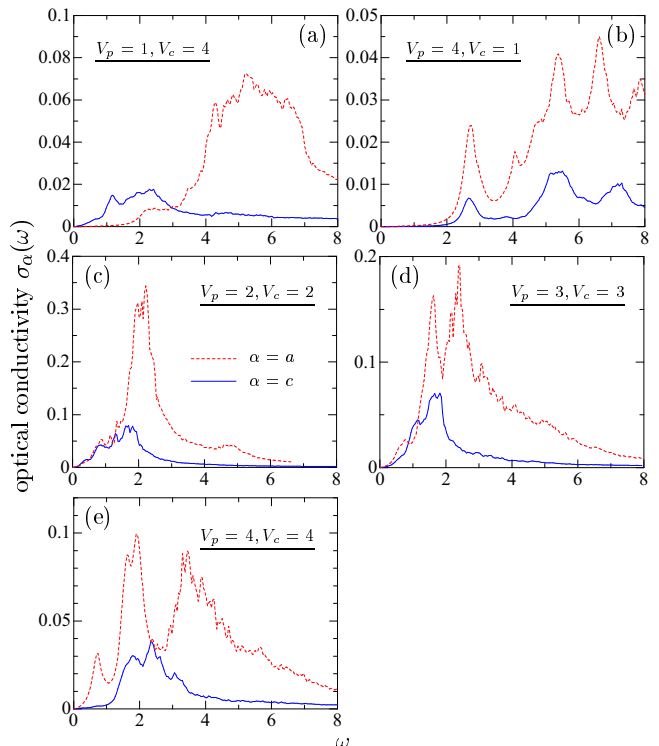 0.1
0.08
0.06
0.04
0.02
0
0 2 4 6 8
V_p = 1, V_c = 4
(a)
0.05
0.04
0.03
0.02
0.01
0
0 2 4 6 8
V_p = 4, V_c = 1
(b)
optical conductivity σ_α(ω)
0.4
0.3
0.2
0.1
0
0 2 4 6 8
(c)
V_p = 2, V_c = 2
α = a
α = c
0.2
0.1
0
0 2 4 6 8
(d)
V_p = 3, V_c = 3
0.1
0.05
0
0 2 4 6 8
(e)
V_p = 4, V_c = 4
ω